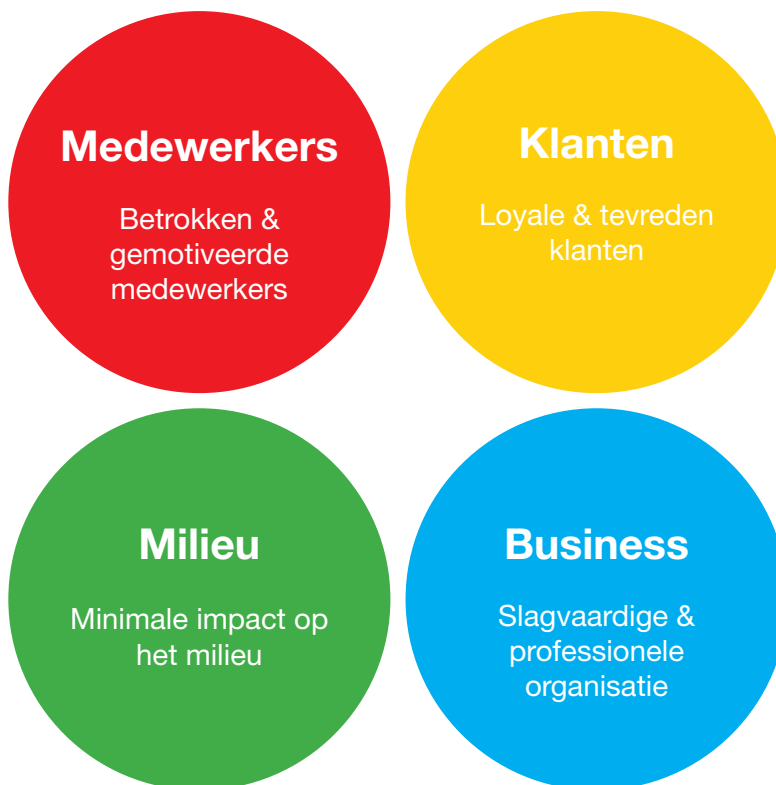 Medewerkers
Betrokken &
gemotiveerde
medewerkers
Klanten
Loyale & tevreden
klanten
Milieu
Minimale impact op
het milieu
Business
Slagvaardige &
professionele
organisatie